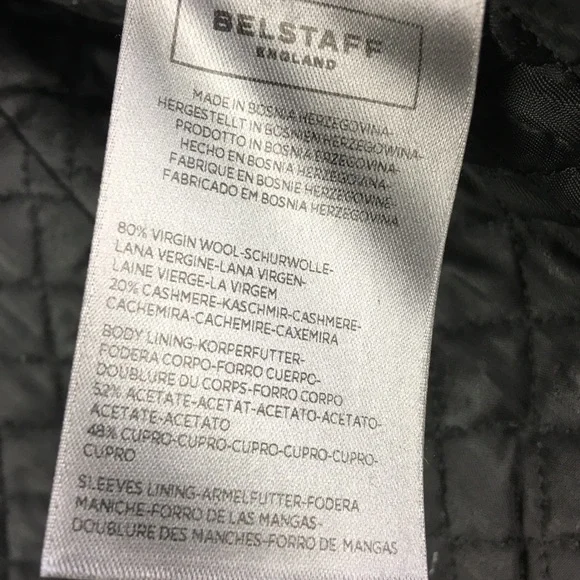 BELSTAFF
ENGLAND
MADE IN BOSNIA HERZEGOVINA-
HERGESTELLT IN BOSNIEN HERZEGOWINA-
PRODOTTO IN BOSNIA ERZEGOVINA-
HECHO EN BOSNIA HERZEGOVINA-
FABRIQUE EN BOSNIE HERZEGOVINE-
FABRICADO EM BOSNIA HERZEGOVINA
80% VIRGIN WOOL-SCHURWOLLE-
LANA VERGINE-LANA VIRGEN-
LAINE VIERGE-LA VIRGEM
20% CASHMERE-KASCHMIR-CASHMERE-
CACHEMIRA-CACHEMIRE-CAXEMIRA
BODY LINING-KORPERFUTTER-
FODERA CORPO-FORRO CUERPO-
DOUBLURE DU CORPS-FORRO CORPO
52% ACETATE-ACETAT-ACETATO-ACETATO-
ACETATE-ACETATO
48% CUPRO-CUPRO-CUPRO-CUPRO-CUPRO-
CUPRO
SLEEVES LINING-ARMELFUTTER-FODERA
MANICHE-FORRO DE LAS MANGAS-
DOUBLURE DES MANCHES-FORRO DE MANGAS